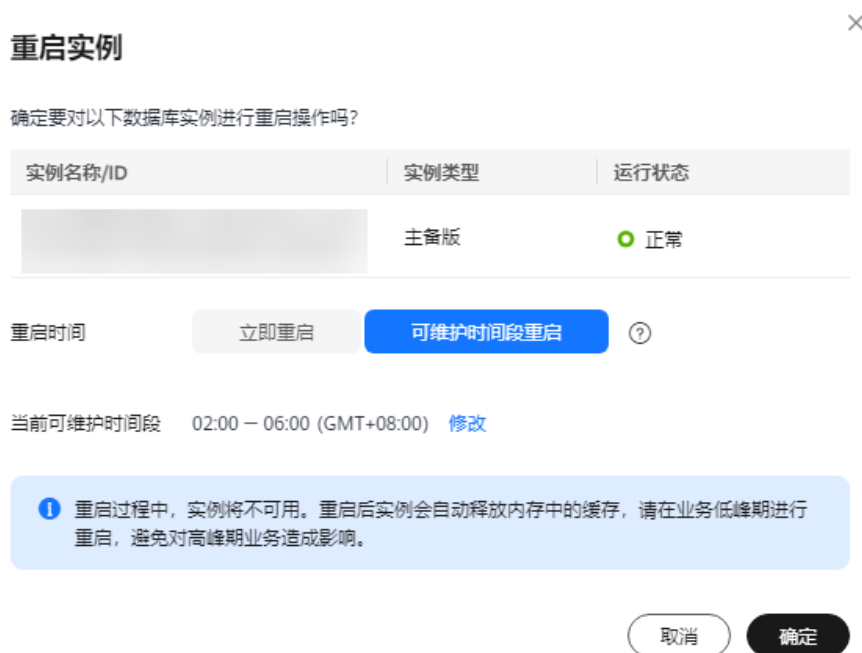 重启实例
确定要对以下数据库实例进行重启操作吗?
实例名称/ID 实例类型 运行状态
主备版 正常
重启时间 立即重启 可维护时间段重启 ?
当前可维护时间段 02:00 — 06:00 (GMT+08:00) 修改
重启过程中，实例将不可用。重启后实例会自动释放内存中的缓存，请在业务低峰期进行
重启，避免对高峰期业务造成影响。
取消 确定